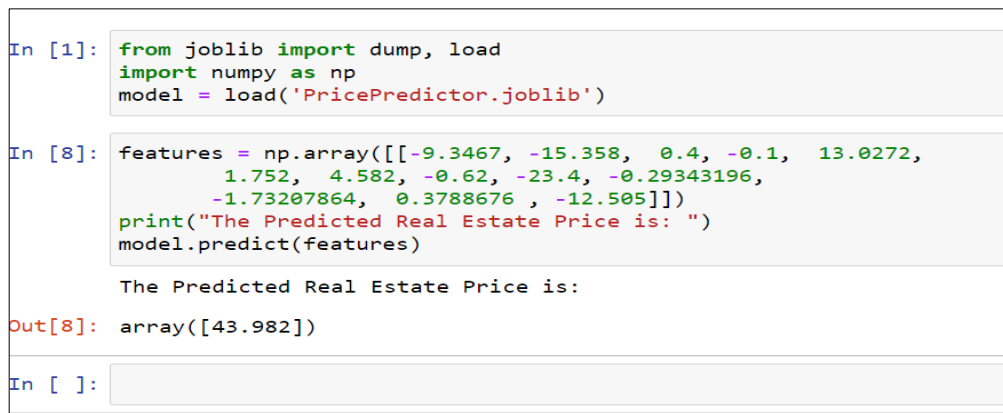 In [1]: from joblib import dump, load
import numpy as np
model = load('PricePredictor.joblib')
In [8]: features = np.array([[-9.3467, -15.358,  0.4, -0.1,  13.0272,
1.752,  4.582, -0.62, -23.4, -0.29343196,
-1.73207864,  0.3788676 , -12.505]])
print("The Predicted Real Estate Price is: ")
model.predict(features)
The Predicted Real Estate Price is:
Out[8]: array([43.982])
In [ ]: